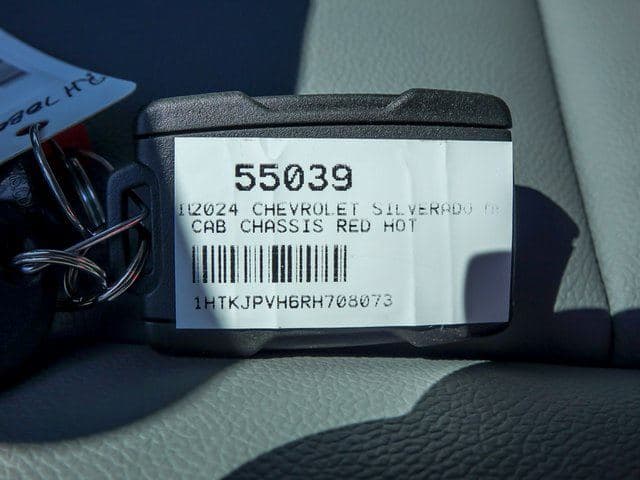 55039
2024 CHEVROLET SILVERADO
CAB CHASSIS RED HOT
1HTKJPVH6RH708073